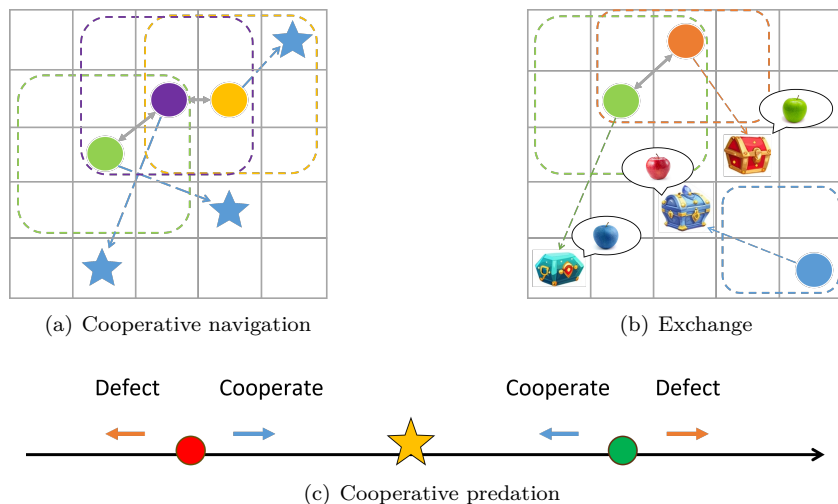 (a) Cooperative navigation
(b) Exchange
Defect Cooperate Cooperate Defect
(c) Cooperative predation